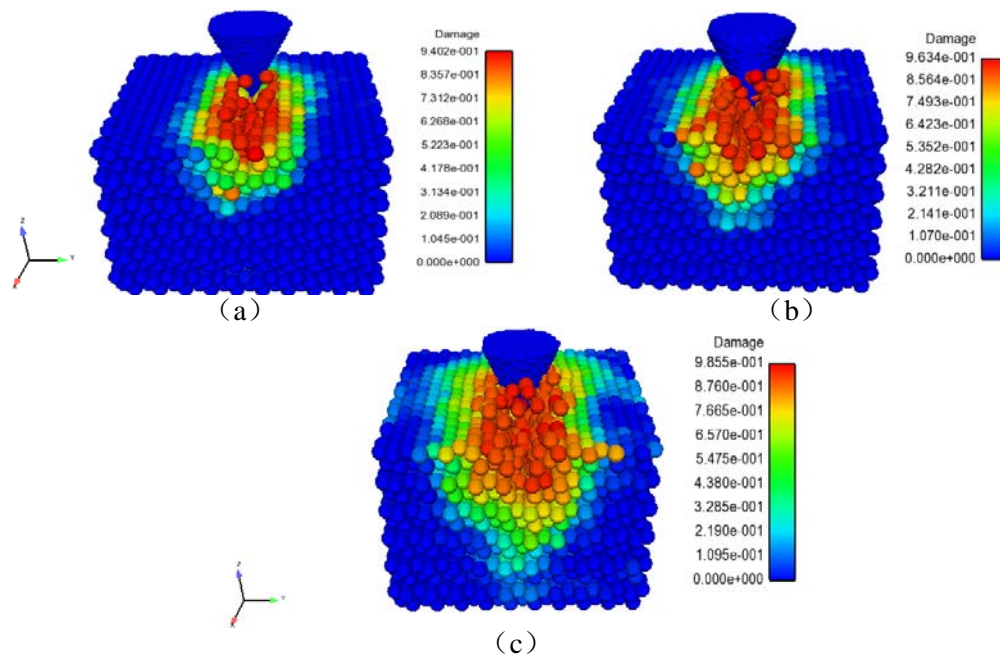 Damage
9.402e-001
8.357e-001
7.312e-001
6.268e-001
5.223e-001
4.178e-001
3.134e-001
2.089e-001
1.045e-001
0.000e+000
Z
Y
X
（a）
Damage
9.634e-001
8.564e-001
7.493e-001
6.423e-001
5.352e-001
4.282e-001
3.211e-001
2.141e-001
1.070e-001
0.000e+000
（b）
Damage
9.855e-001
8.760e-001
7.665e-001
6.570e-001
5.475e-001
4.380e-001
3.285e-001
2.190e-001
1.095e-001
0.000e+000
Z
Y
X
（c）